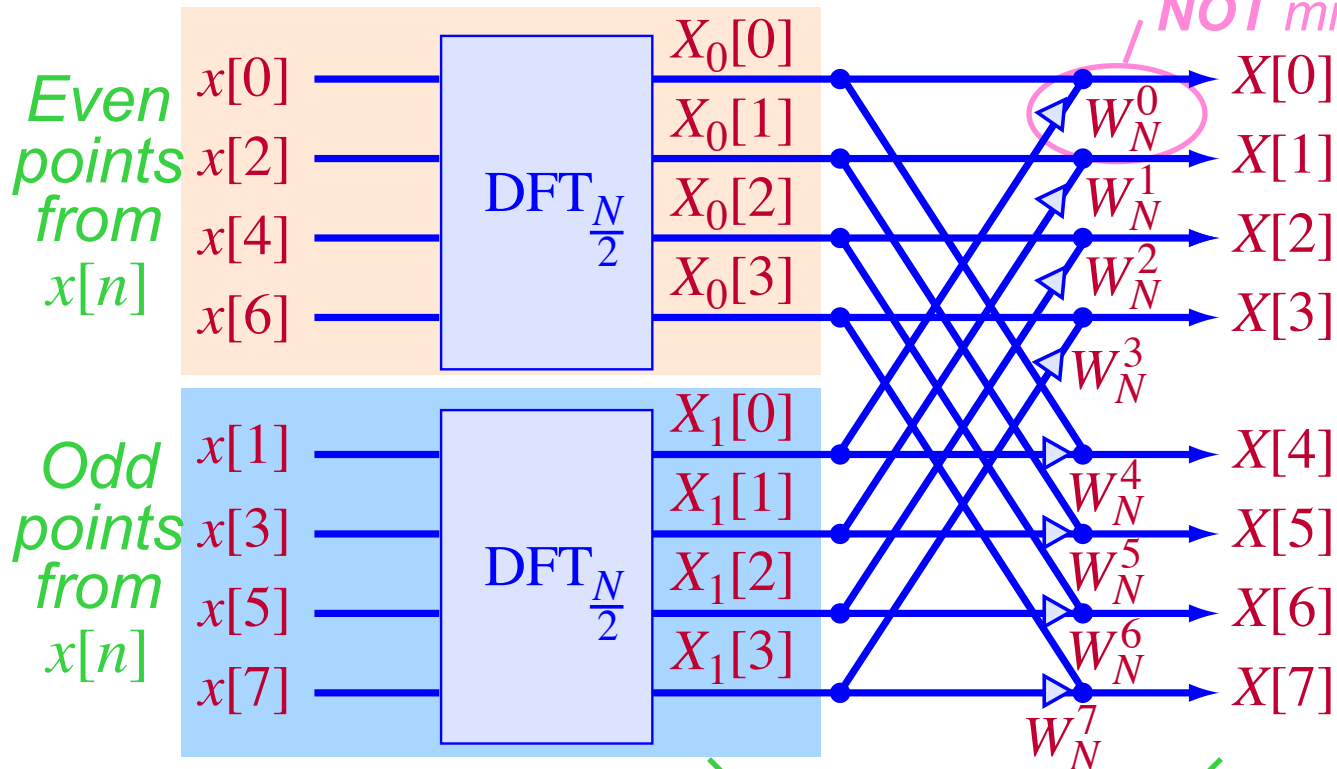 NOT
Even
points
from
x[n]
x[0]
x[2]
x[4]
x[6]
DFT_{N/2}
X_0[0]
X_0[1]
X_0[2]
X_0[3]
W_N^0
W_N^1
W_N^2
W_N^3
X[0]
X[1]
X[2]
X[3]
Odd
points
from
x[n]
x[1]
x[3]
x[5]
x[7]
DFT_{N/2}
X_1[0]
X_1[1]
X_1[2]
X_1[3]
W_N^4
W_N^5
W_N^6
W_N^7
X[4]
X[5]
X[6]
X[7]